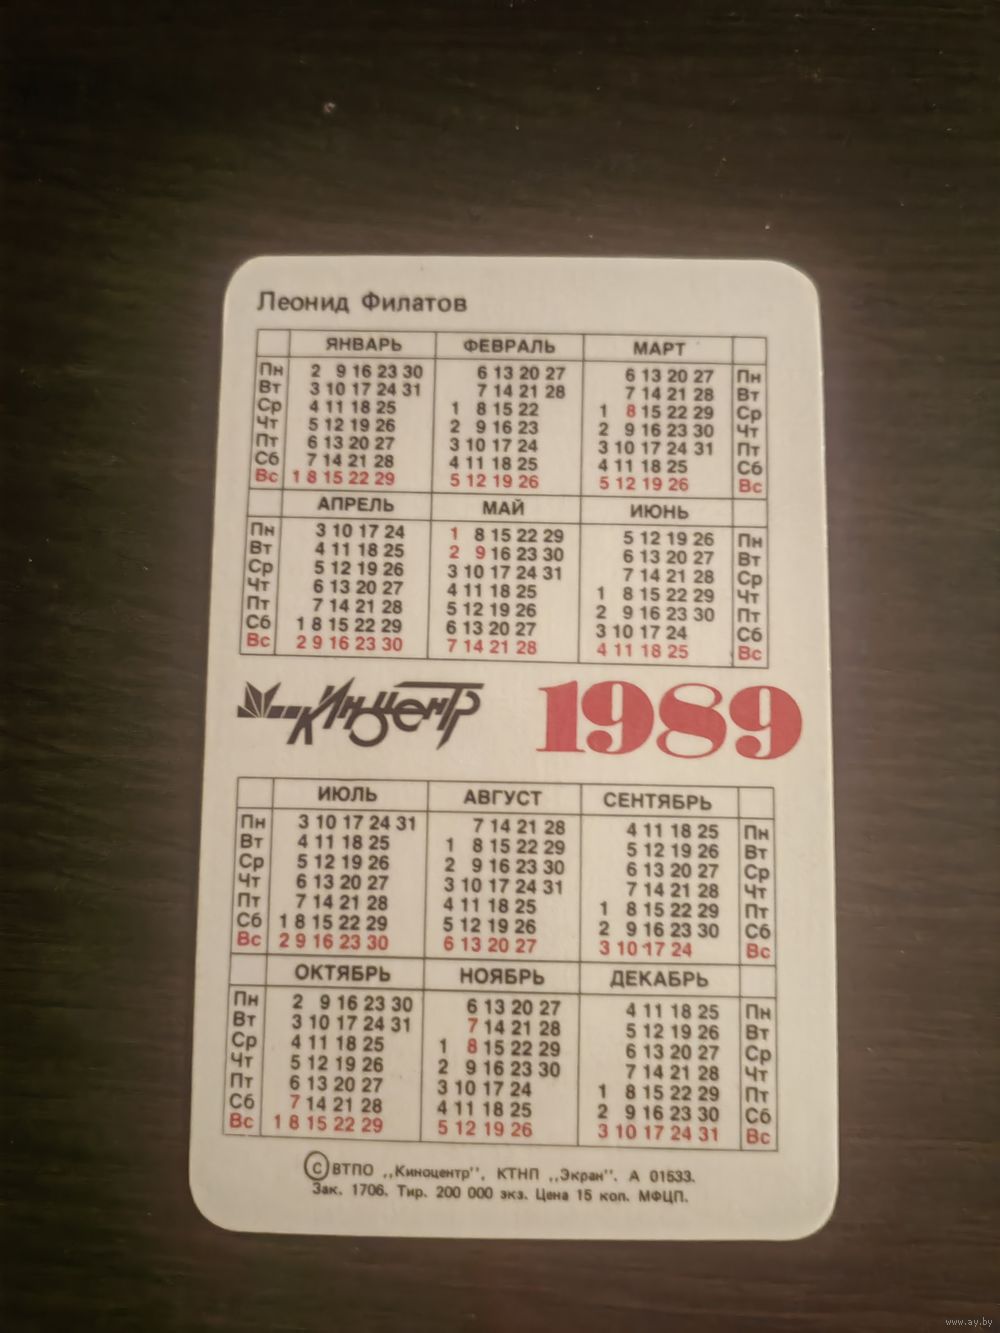 Леонид Филатов
ЯНВАРЬ ФЕВРАЛЬ МАРТ
Пн 2 9 16 23 30 6 13 20 27 6 13 20 27 Пн
Вт 3 10 17 24 31 7 14 21 28 7 14 21 28 Вт
Ср 4 11 18 25 1 8 15 22 1 8 15 22 29 Ср
Чт 5 12 19 26 2 9 16 23 2 9 16 23 30 Чт
Пт 6 13 20 27 3 10 17 24 3 10 17 24 31 Пт
Сб 7 14 21 28 4 11 18 25 4 11 18 25 Сб
Вс 1 8 15 22 29 5 12 19 26 5 12 19 26 Вс
АПРЕЛЬ МАЙ ИЮНЬ
Пн 3 10 17 24 1 8 15 22 29 5 12 19 26 Пн
Вт 4 11 18 25 2 9 16 23 30 6 13 20 27 Вт
Ср 5 12 19 26 3 10 17 24 31 7 14 21 28 Ср
Чт 6 13 20 27 4 11 18 25 1 8 15 22 29 Чт
Пт 7 14 21 28 5 12 19 26 2 9 16 23 30 Пт
Сб 1 8 15 22 29 6 13 20 27 3 10 17 24 Сб
Вс 2 9 16 23 30 7 14 21 28 4 11 18 25 Вс
Киноцентр 1989
ИЮЛЬ АВГУСТ СЕНТЯБРЬ
Пн 3 10 17 24 31 7 14 21 28 4 11 18 25 Пн
Вт 4 11 18 25 1 8 15 22 29 5 12 19 26 Вт
Ср 5 12 19 26 2 9 16 23 30 6 13 20 27 Ср
Чт 6 13 20 27 3 10 17 24 31 7 14 21 28 Чт
Пт 7 14 21 28 4 11 18 25 1 8 15 22 29 Пт
Сб 1 8 15 22 29 5 12 19 26 2 9 16 23 30 Сб
Вс 2 9 16 23 30 6 13 20 27 3 10 17 24 Вс
ОКТЯБРЬ НОЯБРЬ ДЕКАБРЬ
Пн 2 9 16 23 30 6 13 20 27 4 11 18 25 Пн
Вт 3 10 17 24 31 7 14 21 28 5 12 19 26 Вт
Ср 4 11 18 25 1 8 15 22 29 6 13 20 27 Ср
Чт 5 12 19 26 2 9 16 23 30 7 14 21 28 Чт
Пт 6 13 20 27 3 10 17 24 1 8 15 22 29 Пт
Сб 7 14 21 28 4 11 18 25 2 9 16 23 30 Сб
Вс 1 8 15 22 29 5 12 19 26 3 10 17 24 31 Вс
© ВТПО „Киноцентр", КТНП „Экран". А 01533.
Зак. 1706. Тир. 200 000 экз. Цена 15 коп. МФЦП.
www.ay.by